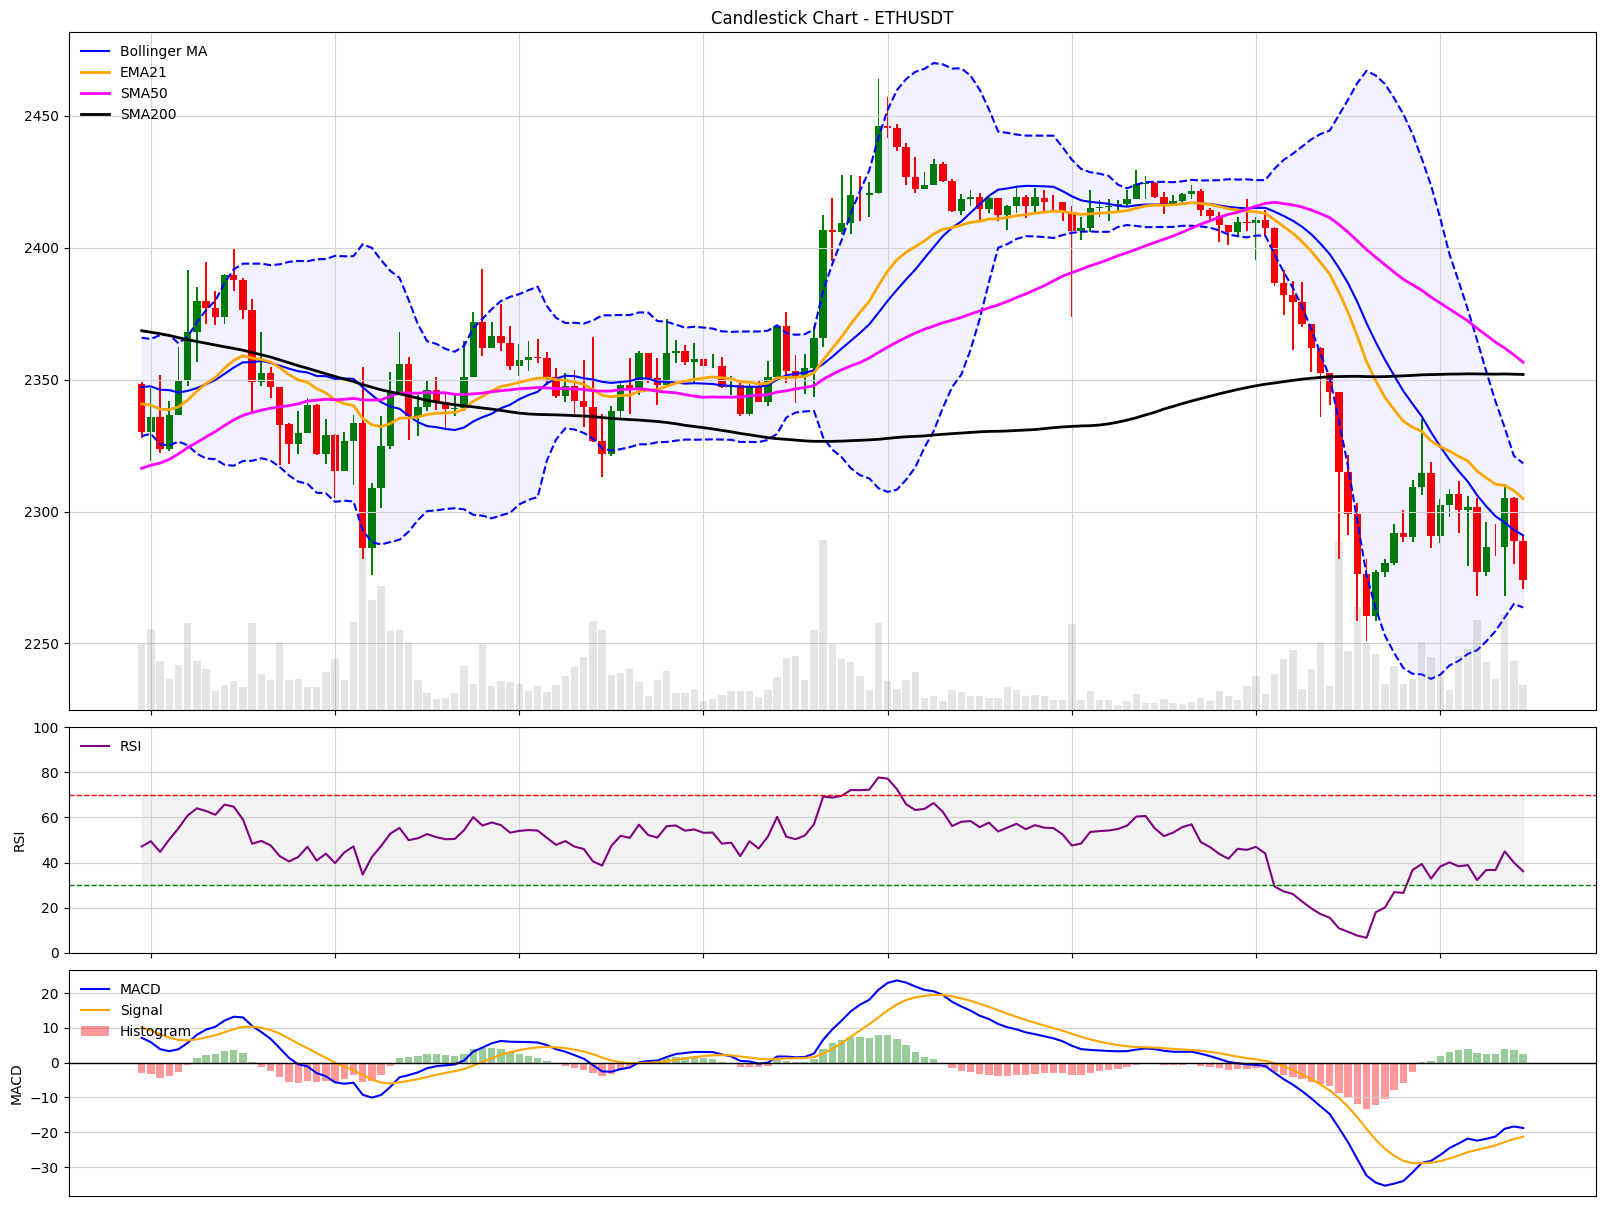 Candlestick Chart - ETHUSDT
Bollinger MA
EMA21
SMA50
SMA200
2450
2400
2350
2300
2250
RSI
RSI
100
80
60
40
20
0
MACD
Signal
Histogram
MACD
20
10
0
−10
−20
−30